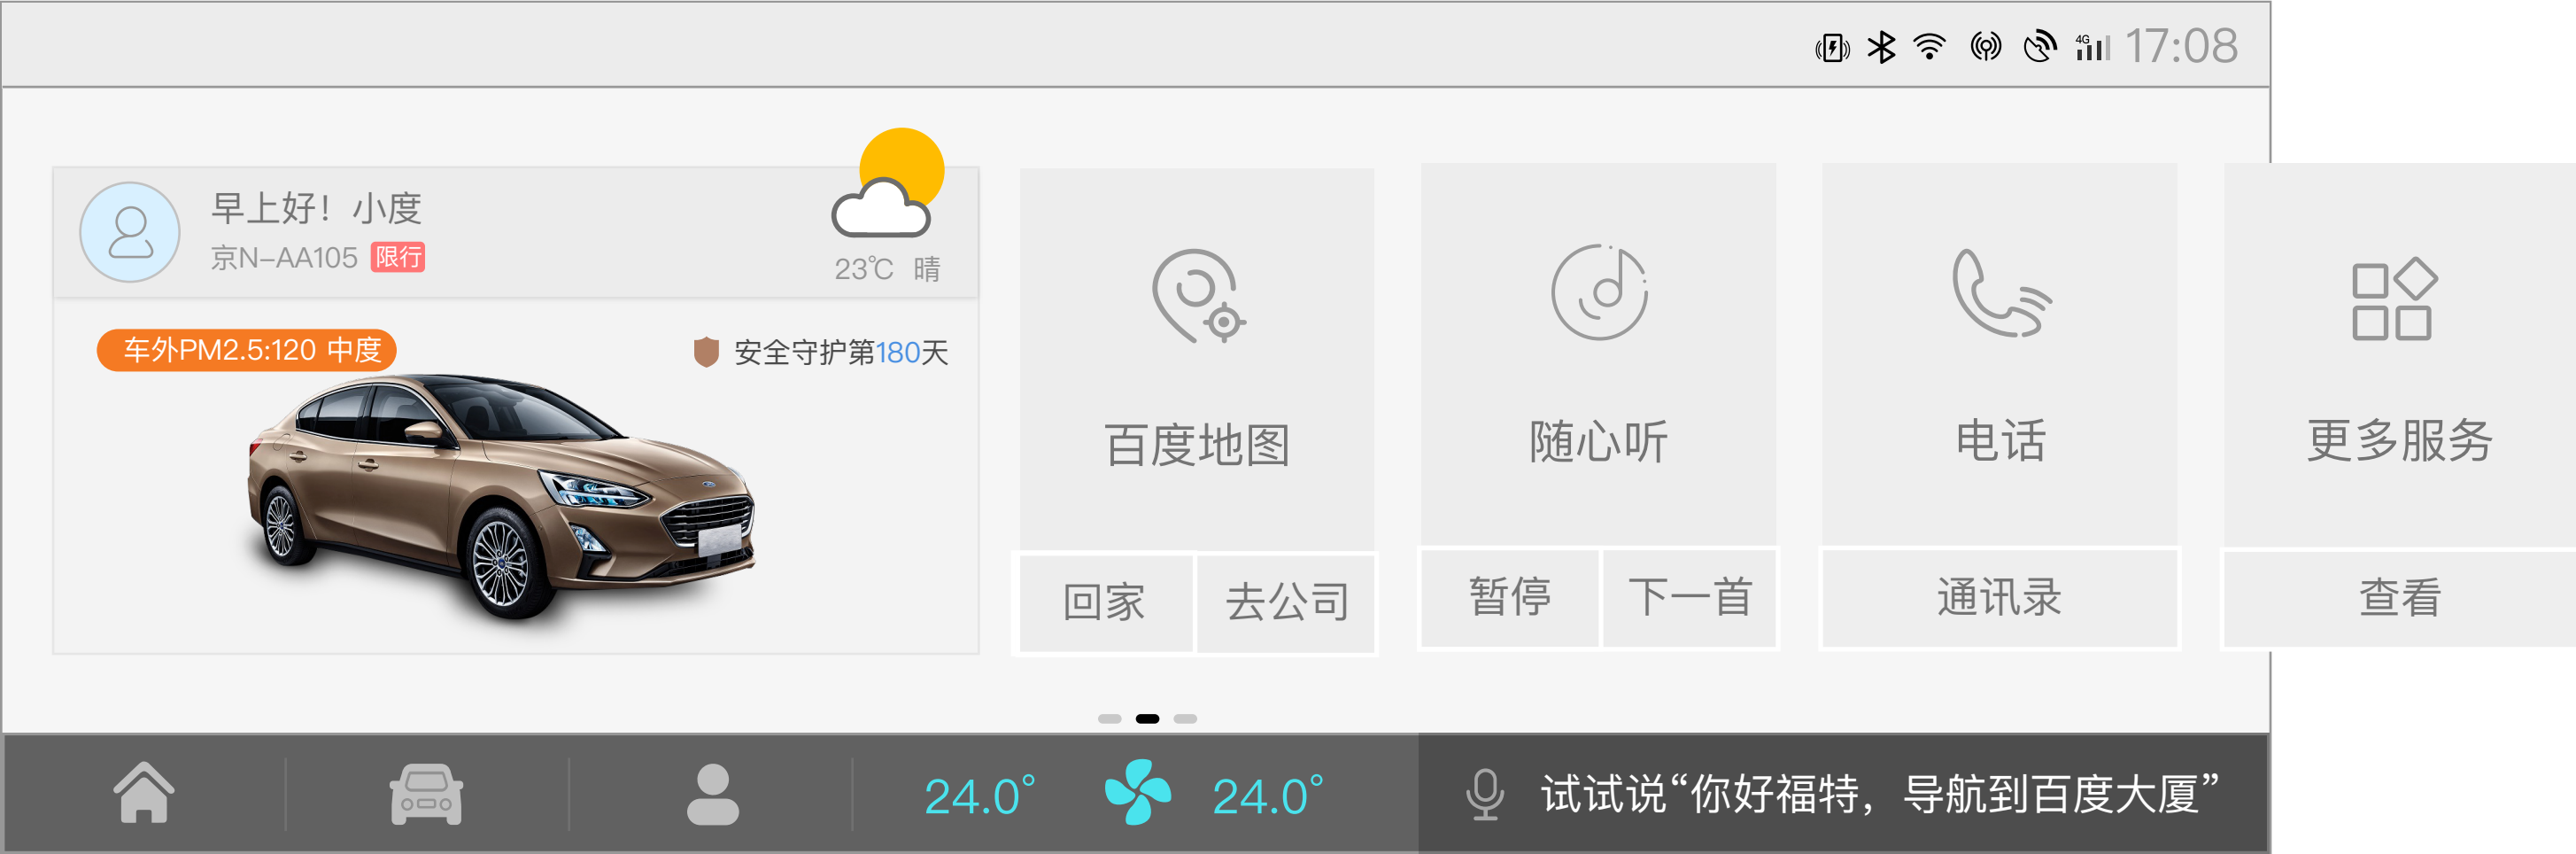 4G 17:08
早上好！小度
京N-AA105 限行
23℃ 晴
车外PM2.5:120 中度
安全守护第180天
百度地图
回家 去公司
随心听
暂停 下一首
电话
通讯录
更多服务
查看
24.0° 24.0°
试试说“你好福特，导航到百度大厦”